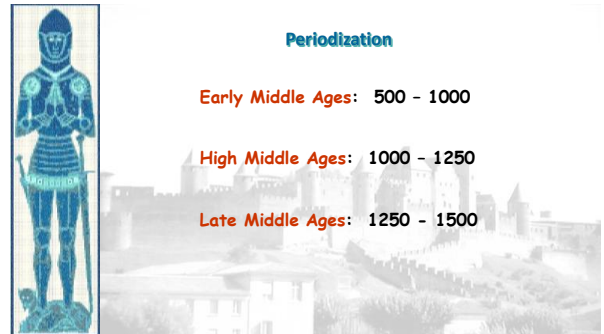 Periodization
Early Middle Ages: 500 – 1000
High Middle Ages: 1000 – 1250
Late Middle Ages: 1250 - 1500